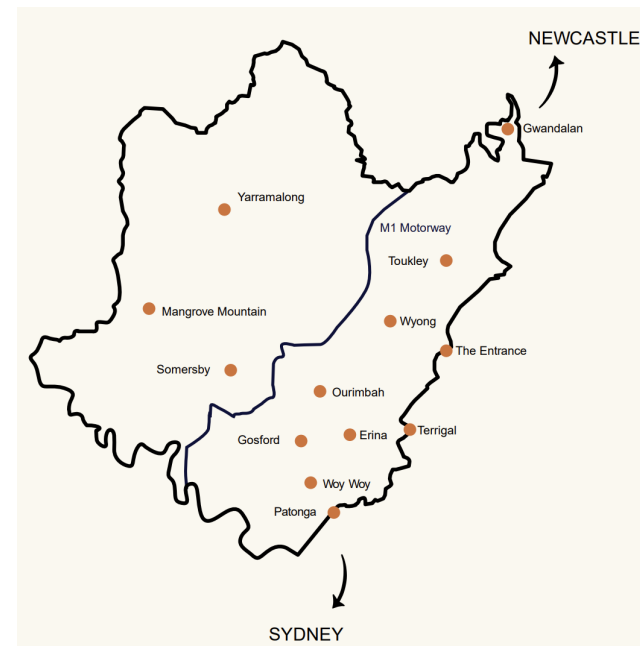 NEWCASTLE
Gwandalan
Yarramalong
M1 Motorway
Toukley
Mangrove Mountain
Wyong
The Entrance
Somersby
Ourimbah
Gosford
Erina
Terrigal
Woy Woy
Patonga
SYDNEY